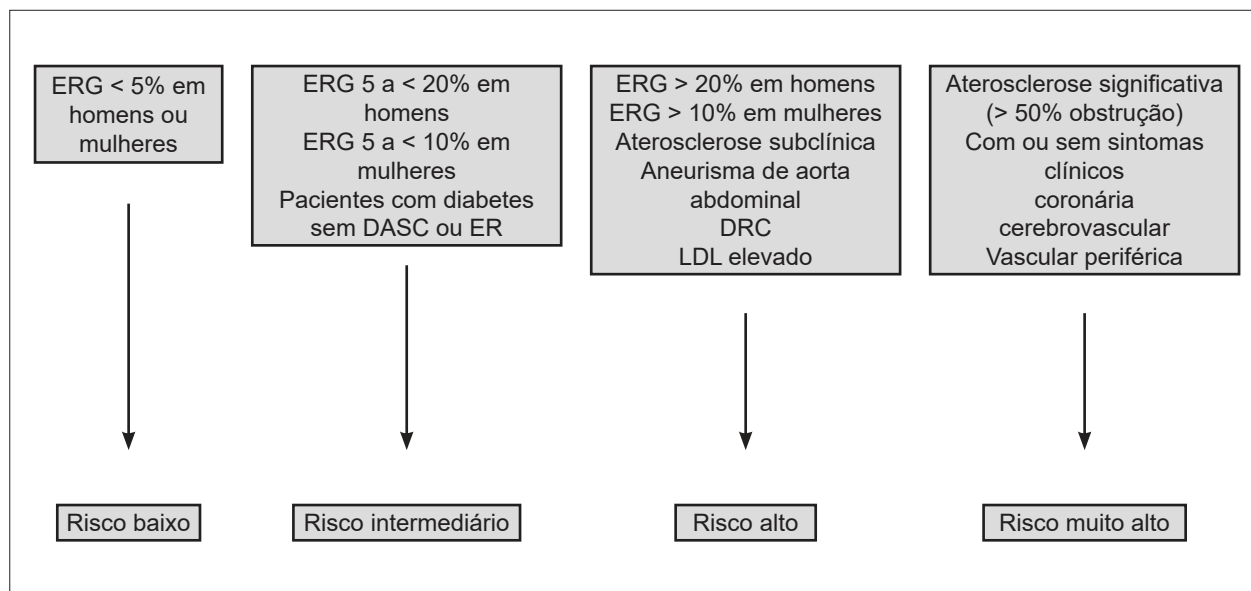 ERG < 5% em
homens ou
mulheres
ERG 5 a < 20% em
homens
ERG 5 a < 10% em
mulheres
Pacientes com diabetes
sem DASC ou ER
ERG > 20% em homens
ERG > 10% em mulheres
Aterosclerose subclínica
Aneurisma de aorta
abdominal
DRC
LDL elevado
Aterosclerose significativa
(> 50% obstrução)
Com ou sem sintomas
clínicos
coronária
cerebrovascular
Vascular periférica
Risco baixo
Risco intermediário
Risco alto
Risco muito alto